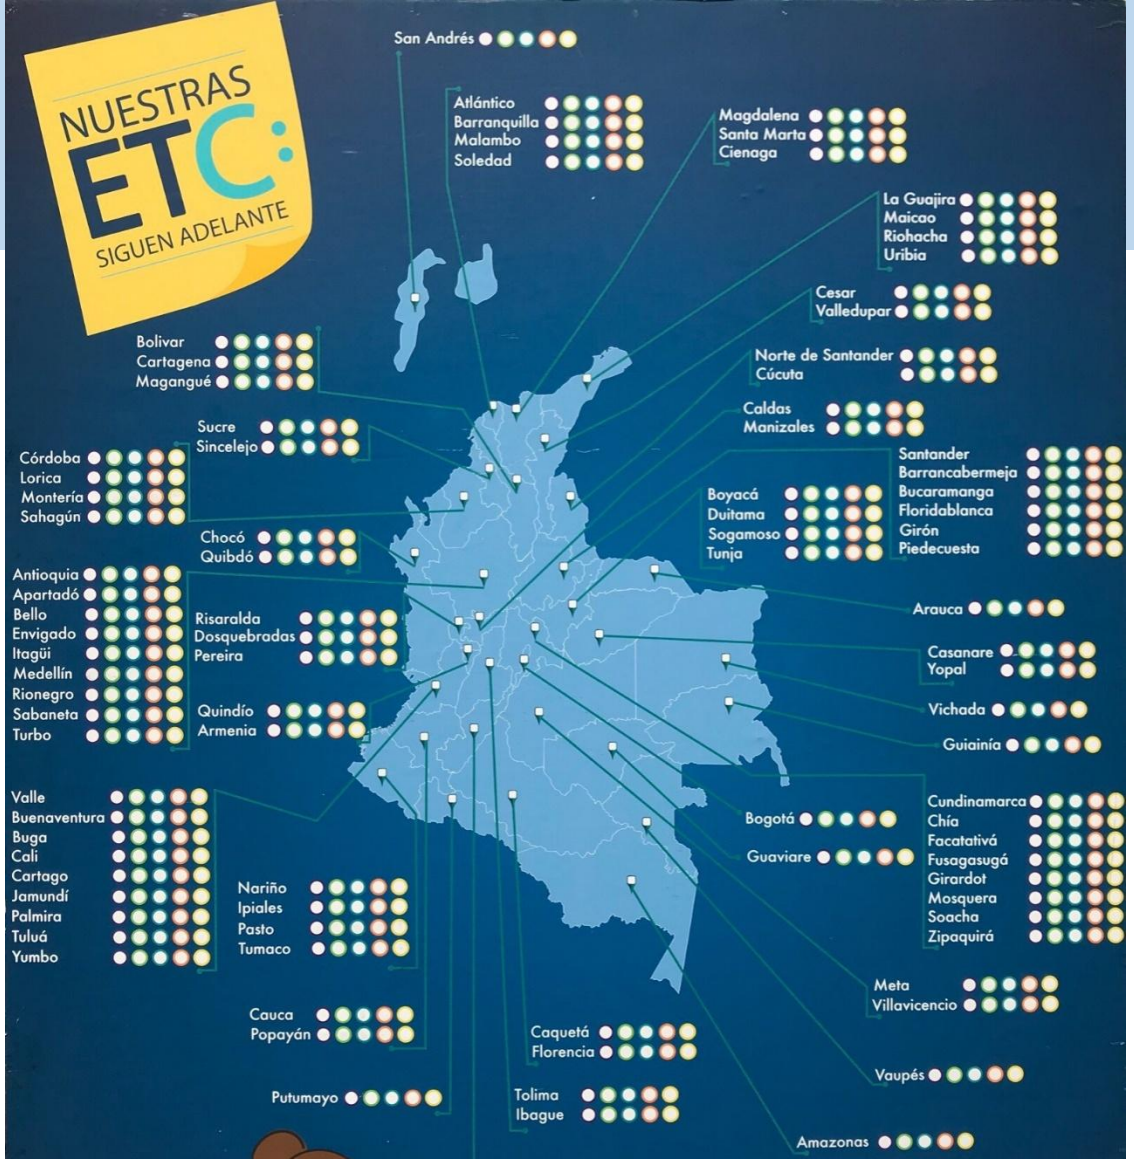 NUESTRAS
ETC:
SIGUEN ADELANTE
San Andrés
Atlántico
Barranquilla
Malambo
Soledad
Magdalena
Santa Marta
Cienaga
La Guajira
Maicao
Riohacha
Uribia
Cesar
Valledupar
Bolivar
Cartagena
Magangué
Norte de Santander
Cúcuta
Sucre
Sincelejo
Caldas
Manizales
Córdoba
Lorica
Montería
Sahagún
Santander
Barrancabermeja
Bucaramanga
Floridablanca
Girón
Piedecuesta
Boyacá
Duitama
Sogamoso
Tunja
Chocó
Quibdó
Antioquia
Apartadó
Bello
Envigado
Itagüi
Medellín
Rionegro
Sabaneta
Turbo
Risaralda
Dosquebradas
Pereira
Arauca
Casanare
Yopal
Quindío
Armenia
Vichada
Guiainía
Valle
Buenaventura
Buga
Cali
Cartago
Jamundí
Palmira
Tuluá
Yumbo
Cundinamarca
Chía
Facatativá
Fusagasugá
Girardot
Mosquera
Soacha
Zipaquirá
Bogotá
Guaviare
Nariño
Ipiales
Pasto
Tumaco
Meta
Villavicencio
Cauca
Popayán
Caquetá
Florencia
Vaupés
Putumayo
Tolima
Ibague
Amazonas